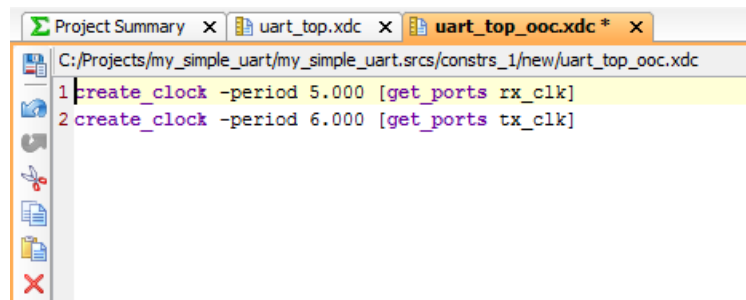 Project Summary x uart_top.xdc x uart_top_ooc.xdc * x
C:/Projects/my_simple_uart/my_simple_uart.srcs/constrs_1/new/uart_top_ooc.xdc
1 create_clock -period 5.000 [get_ports rx_clk]
2 create_clock -period 6.000 [get_ports tx_clk]